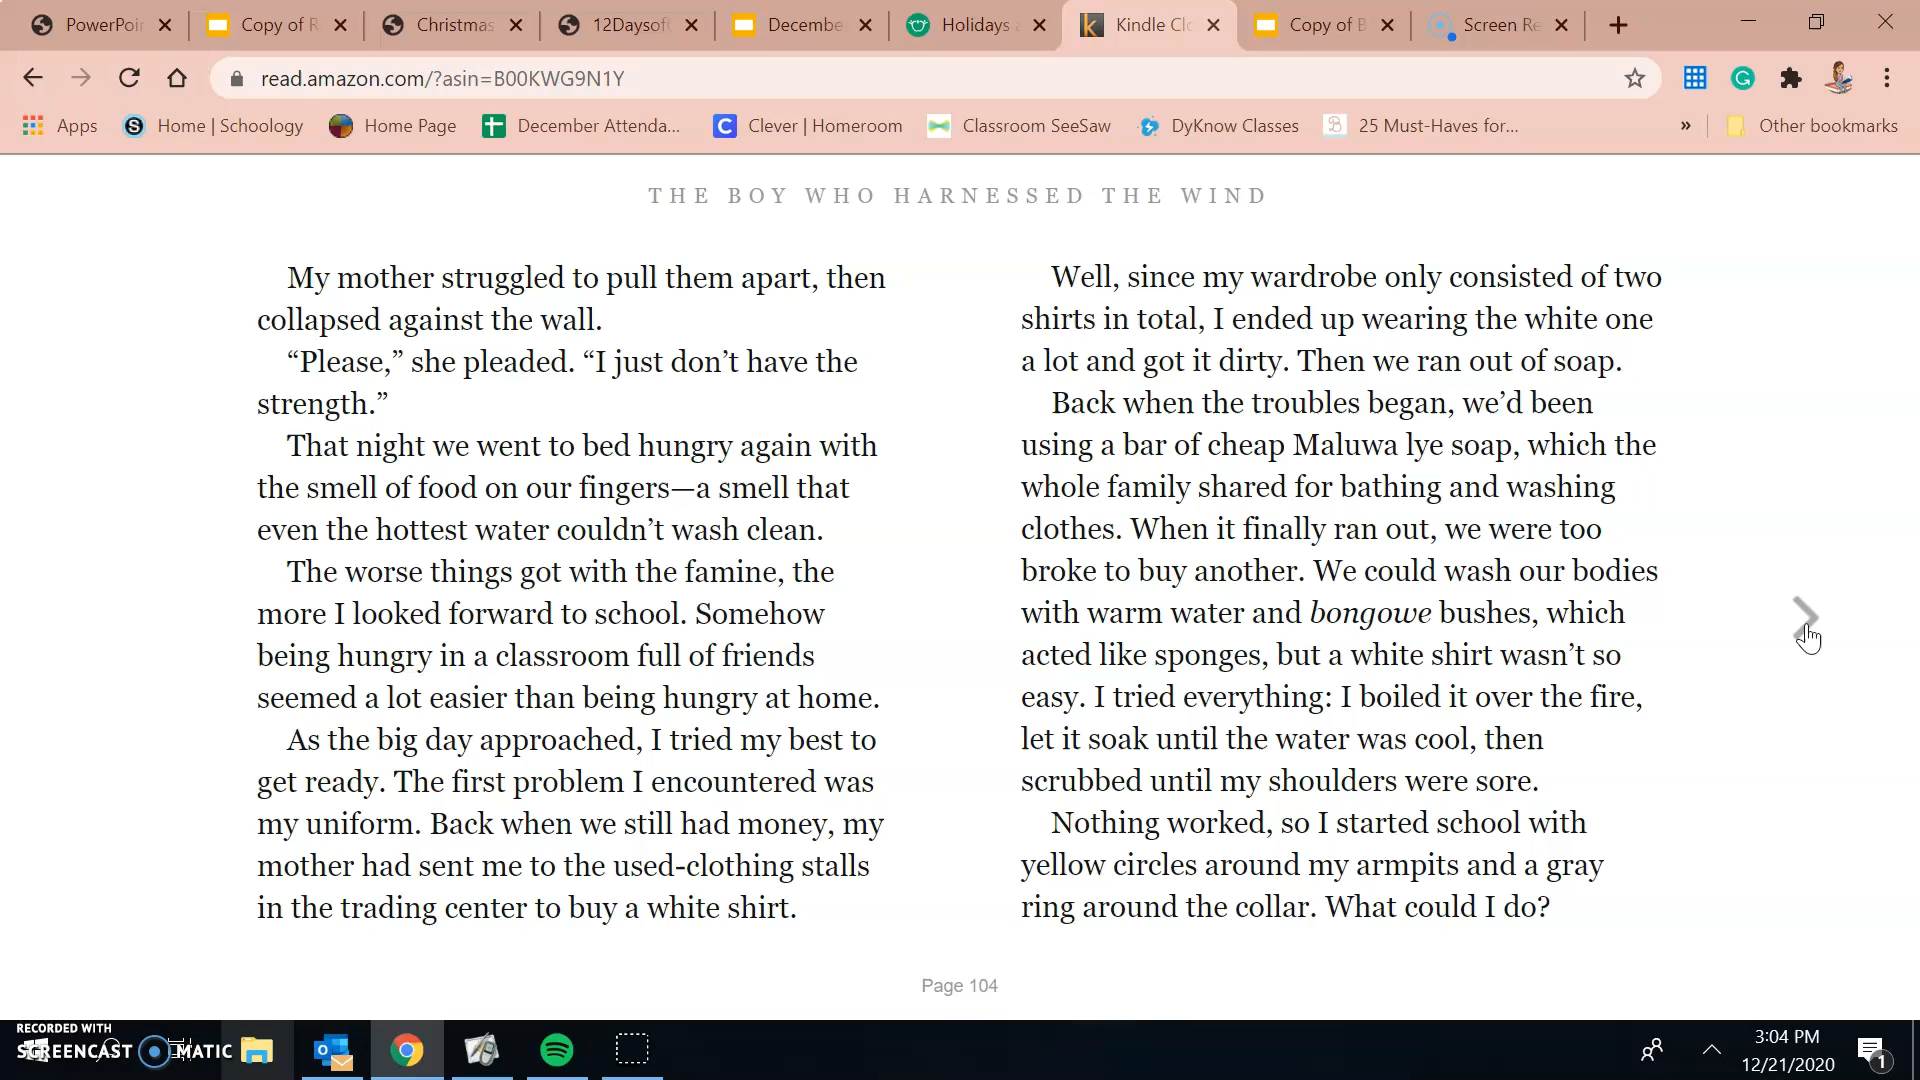 PowerPoin
Copy of R
Christmas
12Daysof
Decembe
Holidays
Kindle Clo
Copy of B
Screen Re
read.amazon.com/?asin=B00KWG9N1Y
Apps
Home | Schoology
Home Page
December Attenda...
Clever | Homeroom
Classroom SeeSaw
DyKnow Classes
25 Must-Haves for...
»
Other bookmarks
THE BOY WHO HARNESSED THE WIND
My mother struggled to pull them apart, then
collapsed against the wall.
“Please,” she pleaded. “I just don’t have the
strength.”
That night we went to bed hungry again with
the smell of food on our fingers—a smell that
even the hottest water couldn’t wash clean.
The worse things got with the famine, the
more I looked forward to school. Somehow
being hungry in a classroom full of friends
seemed a lot easier than being hungry at home.
As the big day approached, I tried my best to
get ready. The first problem I encountered was
my uniform. Back when we still had money, my
mother had sent me to the used-clothing stalls
in the trading center to buy a white shirt.
Well, since my wardrobe only consisted of two
shirts in total, I ended up wearing the white one
a lot and got it dirty. Then we ran out of soap.
Back when the troubles began, we’d been
using a bar of cheap Maluwa lye soap, which the
whole family shared for bathing and washing
clothes. When it finally ran out, we were too
broke to buy another. We could wash our bodies
with warm water and bongowe bushes, which
acted like sponges, but a white shirt wasn’t so
easy. I tried everything: I boiled it over the fire,
let it soak until the water was cool, then
scrubbed until my shoulders were sore.
Nothing worked, so I started school with
yellow circles around my armpits and a gray
ring around the collar. What could I do?
Page 104
RECORDED WITH
SCREENCAST MATIC
3:04 PM
12/21/2020
1